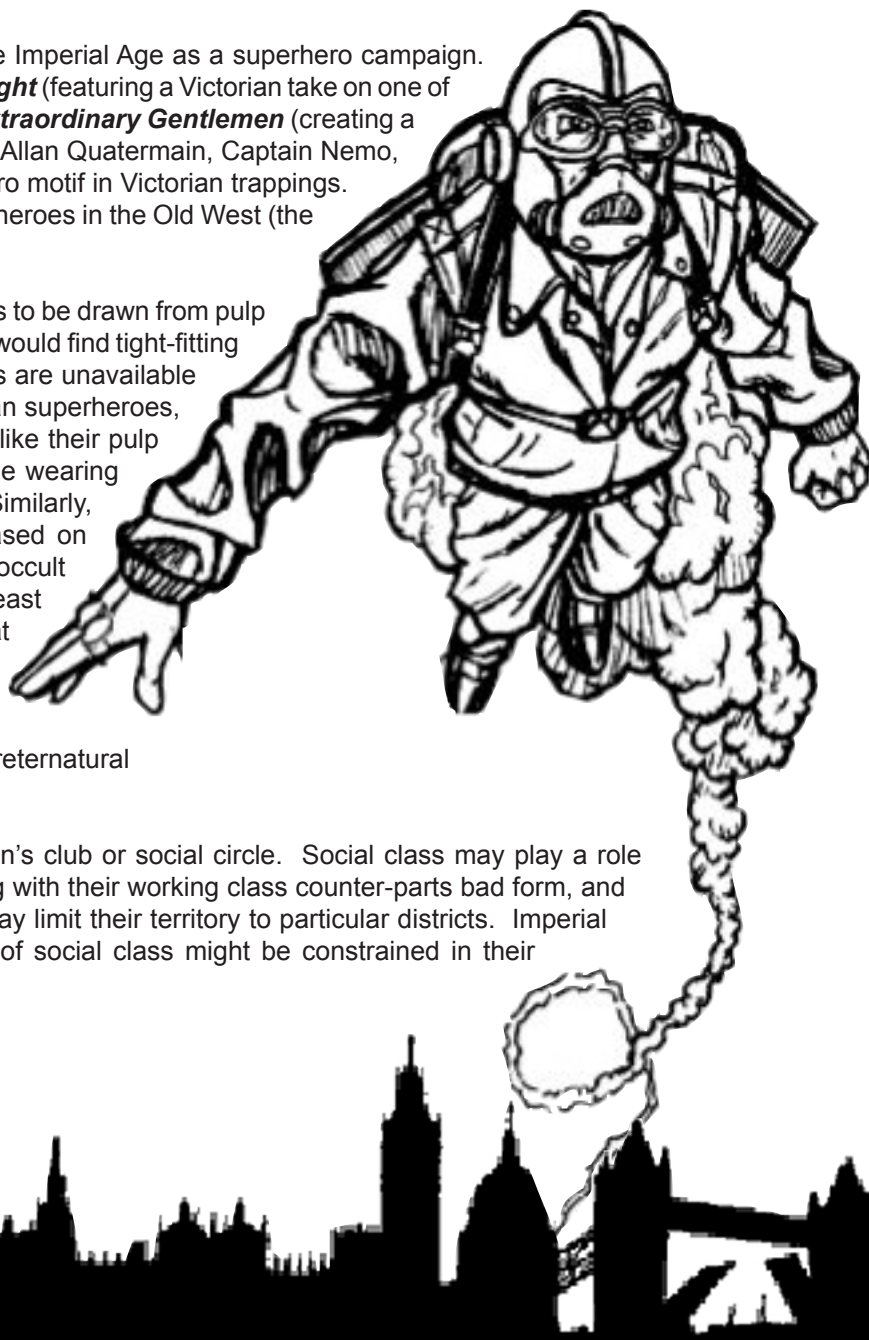 e Imperial Age as a superhero campaign.
ght (featuring a Victorian take on one of
traordinary Gentlemen (creating a
Allan Quatermain, Captain Nemo,
ro motif in Victorian trappings.
heroes in the Old West (the
s to be drawn from pulp
would find tight-fitting
s are unavailable
an superheroes,
like their pulp
e wearing
Similarly,
ased on
occult
east
at
reternatural
n’s club or social circle. Social class may play a role
g with their working class counter-parts bad form, and
ay limit their territory to particular districts. Imperial
of social class might be constrained in their